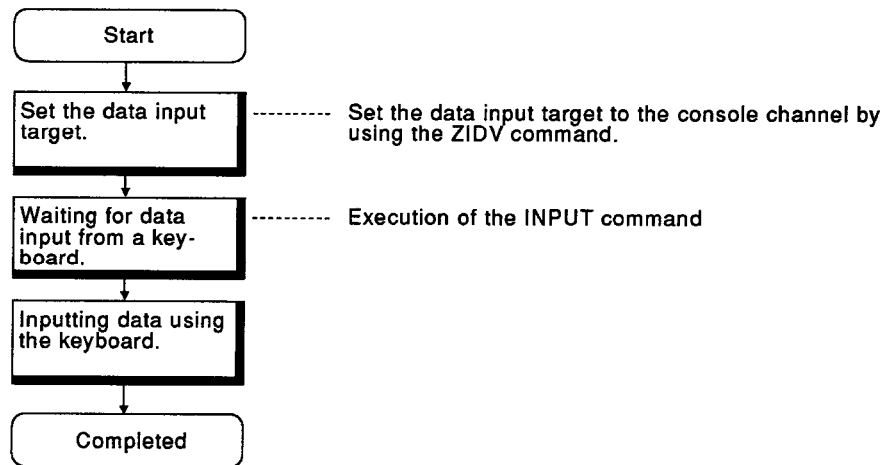 Start
Set the data input
target.
Set the data input target to the console channel by
using the ZIDV command.
Waiting for data
input from a key-
board.
Execution of the INPUT command
Inputting data using
the keyboard.
Completed